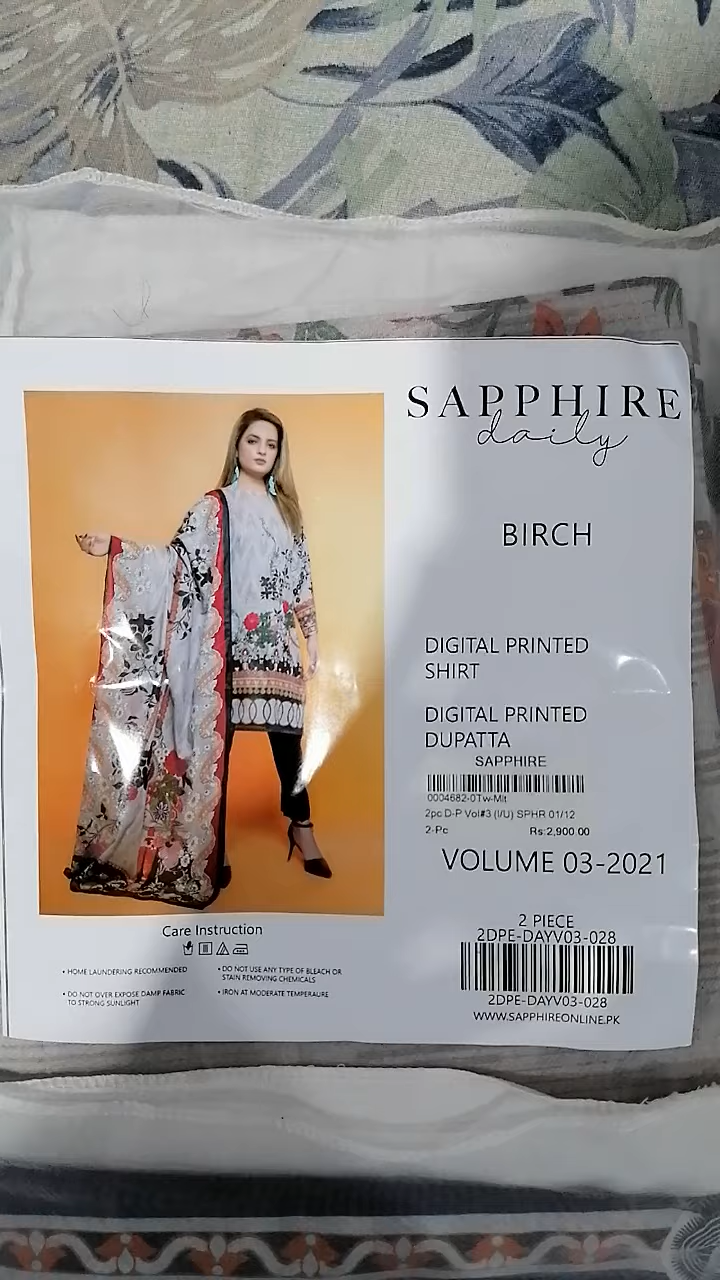 SAPPHIRE
daily
BIRCH
DIGITAL PRINTED
SHIRT
DIGITAL PRINTED
DUPATTA
SAPPHIRE
0004682-0Tw-Mlt
2pc D-P Vol#3 (I/U) SPHR 01/12
2-Pc Rs:2,900.00
VOLUME 03-2021
2 PIECE
2DPE-DAYV03-028
2DPE-DAYV03-028
WWW.SAPPHIREONLINE.PK
Care Instruction
• HOME LAUNDERING RECOMMENDED
• DO NOT OVER EXPOSE DAMP FABRIC
TO STRONG SUNLIGHT
• DO NOT USE ANY TYPE OF BLEACH OR
STAIN REMOVING CHEMICALS
• IRON AT MODERATE TEMPERAURE